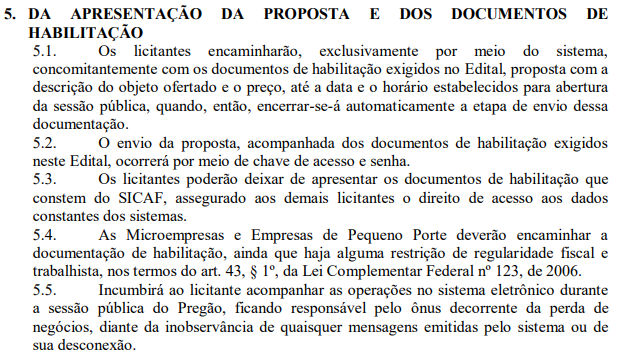 5. DA APRESENTAÇÃO DA PROPOSTA E DOS DOCUMENTOS DE
HABILITAÇÃO
5.1. Os licitantes encaminharão, exclusivamente por meio do sistema,
concomitantemente com os documentos de habilitação exigidos no Edital, proposta com a
descrição do objeto ofertado e o preço, até a data e o horário estabelecidos para abertura
da sessão pública, quando, então, encerrar-se-á automaticamente a etapa de envio dessa
documentação.
5.2. O envio da proposta, acompanhada dos documentos de habilitação exigidos
neste Edital, ocorrerá por meio de chave de acesso e senha.
5.3. Os licitantes poderão deixar de apresentar os documentos de habilitação que
constem do SICAF, assegurado aos demais licitantes o direito de acesso aos dados
constantes dos sistemas.
5.4. As Microempresas e Empresas de Pequeno Porte deverão encaminhar a
documentação de habilitação, ainda que haja alguma restrição de regularidade fiscal e
trabalhista, nos termos do art. 43, § 1º, da Lei Complementar Federal nº 123, de 2006.
5.5. Incumbirá ao licitante acompanhar as operações no sistema eletrônico durante
a sessão pública do Pregão, ficando responsável pelo ônus decorrente da perda de
negócios, diante da inobservância de quaisquer mensagens emitidas pelo sistema ou de
sua desconexão.